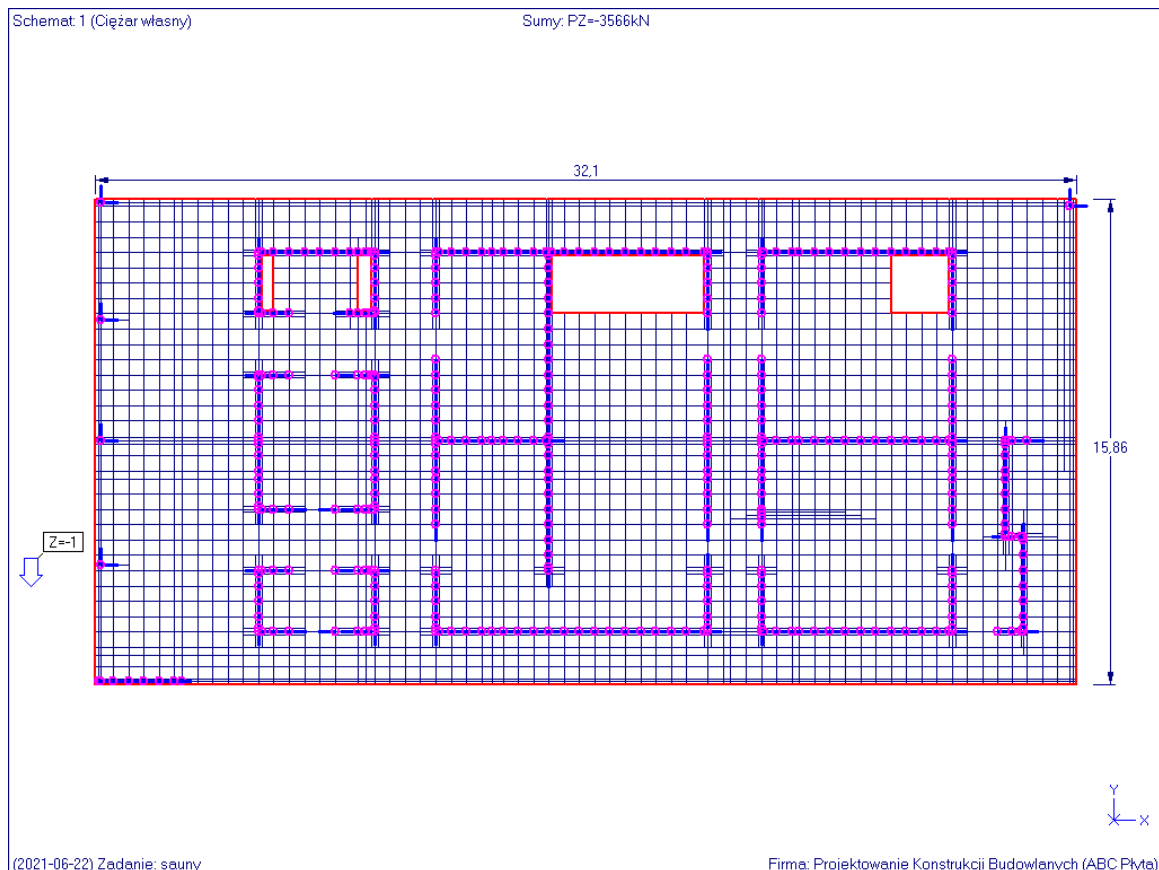 Schemat: 1 (Ciężar własny)
Sumy: PZ=-3566kN
32,1
15,86
Z=-1
Y
X
(2021-06-22) Zadanie: sauny
Firma: Projektowanie Konstrukcji Budowlanych (ABC Płyta)